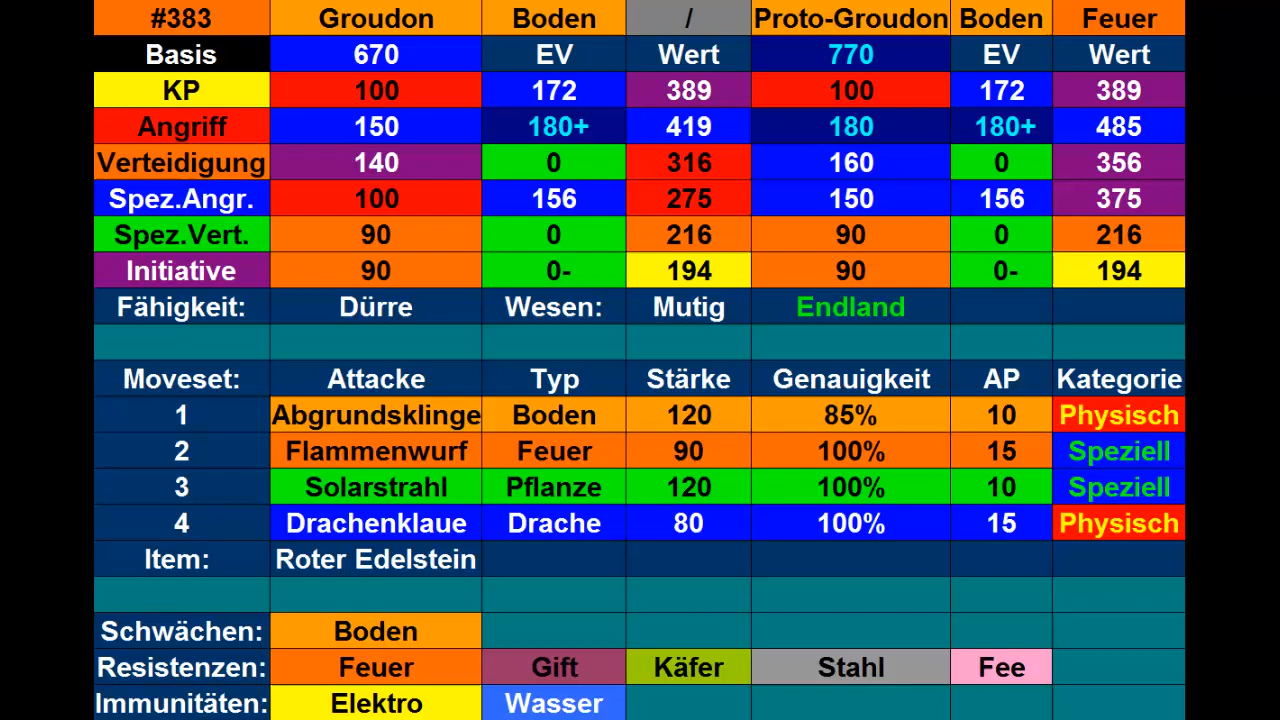 #383 Groudon Boden / Proto-Groudon Boden Feuer
Basis 670 EV Wert 770 EV Wert
KP 100 172 389 100 172 389
Angriff 150 180+ 419 180 180+ 485
Verteidigung 140 0 316 160 0 356
Spez.Angr. 100 156 275 150 156 375
Spez.Vert. 90 0 216 90 0 216
Initiative 90 0- 194 90 0- 194
Fähigkeit: Dürre Wesen: Mutig Endland
Moveset: Attacke Typ Stärke Genauigkeit AP Kategorie
1 Abgrundsklinge Boden 120 85% 10 Physisch
2 Flammenwurf Feuer 90 100% 15 Speziell
3 Solarstrahl Pflanze 120 100% 10 Speziell
4 Drachenklaue Drache 80 100% 15 Physisch
Item: Roter Edelstein
Schwächen: Boden
Resistenzen: Feuer Gift Käfer Stahl Fee
Immunitäten: Elektro Wasser